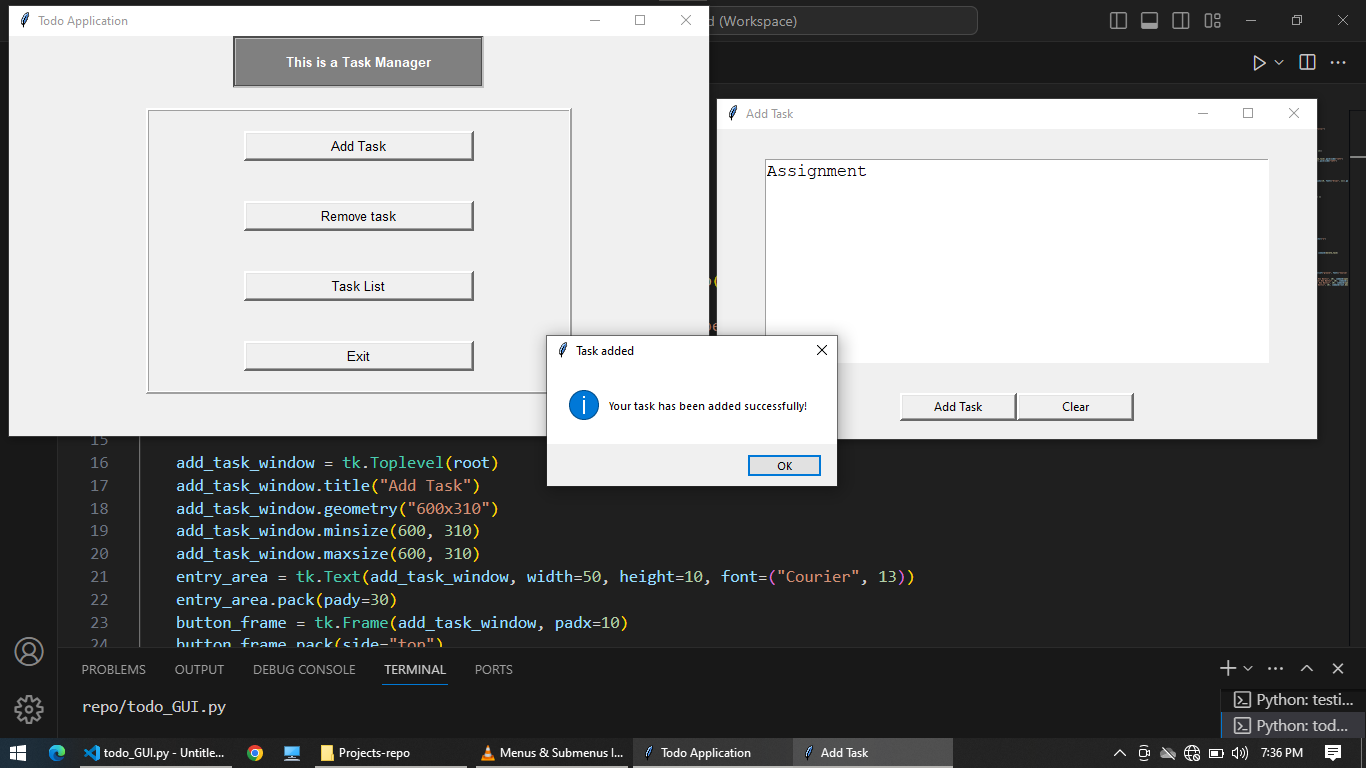 Todo Application
d (Workspace)
This is a Task Manager
Add Task
Remove task
Task List
Exit
Add Task
Assignment
Add Task
Clear
Task added
Your task has been added successfully!
OK
15
16 add_task_window = tk.Toplevel(root)
17 add_task_window.title("Add Task")
18 add_task_window.geometry("600x310")
19 add_task_window.minsize(600, 310)
20 add_task_window.maxsize(600, 310)
21 entry_area = tk.Text(add_task_window, width=50, height=10, font=("Courier", 13))
22 entry_area.pack(pady=30)
23 button_frame = tk.Frame(add_task_window, padx=10)
24 button_frame.pack(side="top")
PROBLEMS OUTPUT DEBUG CONSOLE TERMINAL PORTS
repo/todo_GUI.py
Python: testi...
Python: tod...
todo_GUI.py - Untitle...
Projects-repo
Menus & Submenus I...
Todo Application
Add Task
7:36 PM